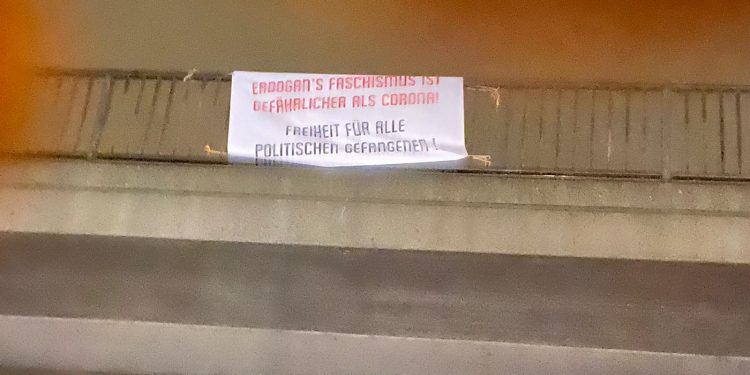 ERDOGAN'S FASCHISMUS IST
GEFÄHRLICHER ALS CORONA!
FREIHEIT FÜR ALLE
POLITISCHEN GEFANGENEN!